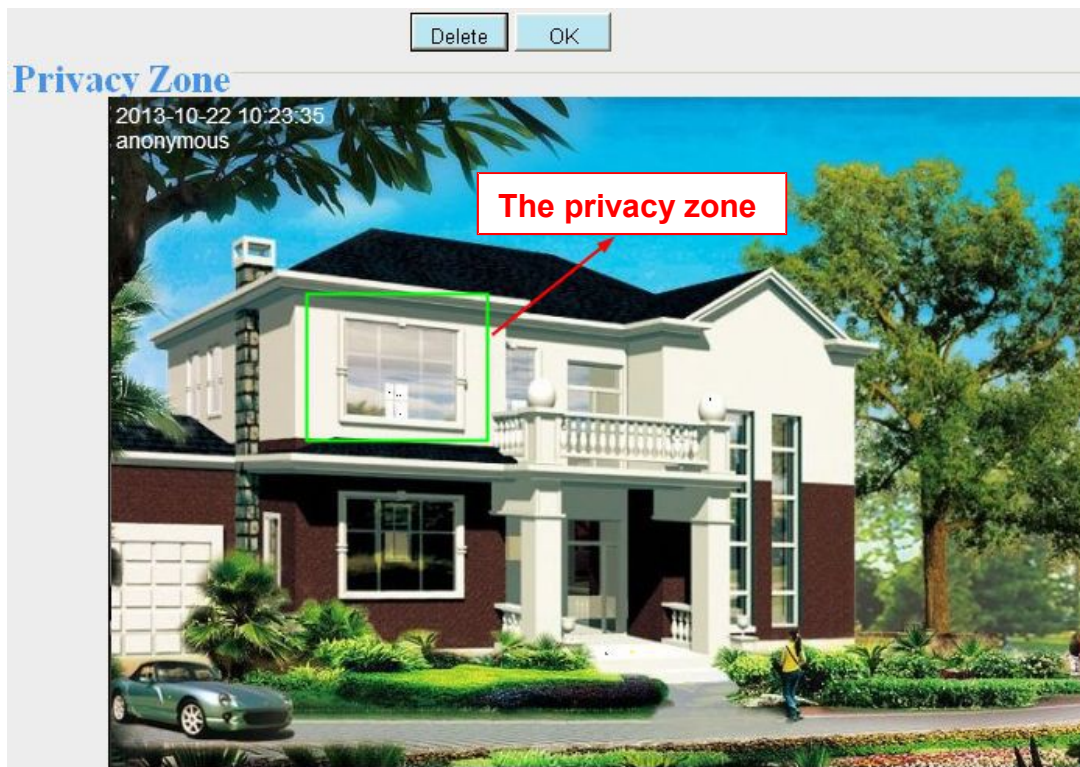 Delete OK
Privacy Zone
2013-10-22 10:23:35
anonymous
The privacy zone